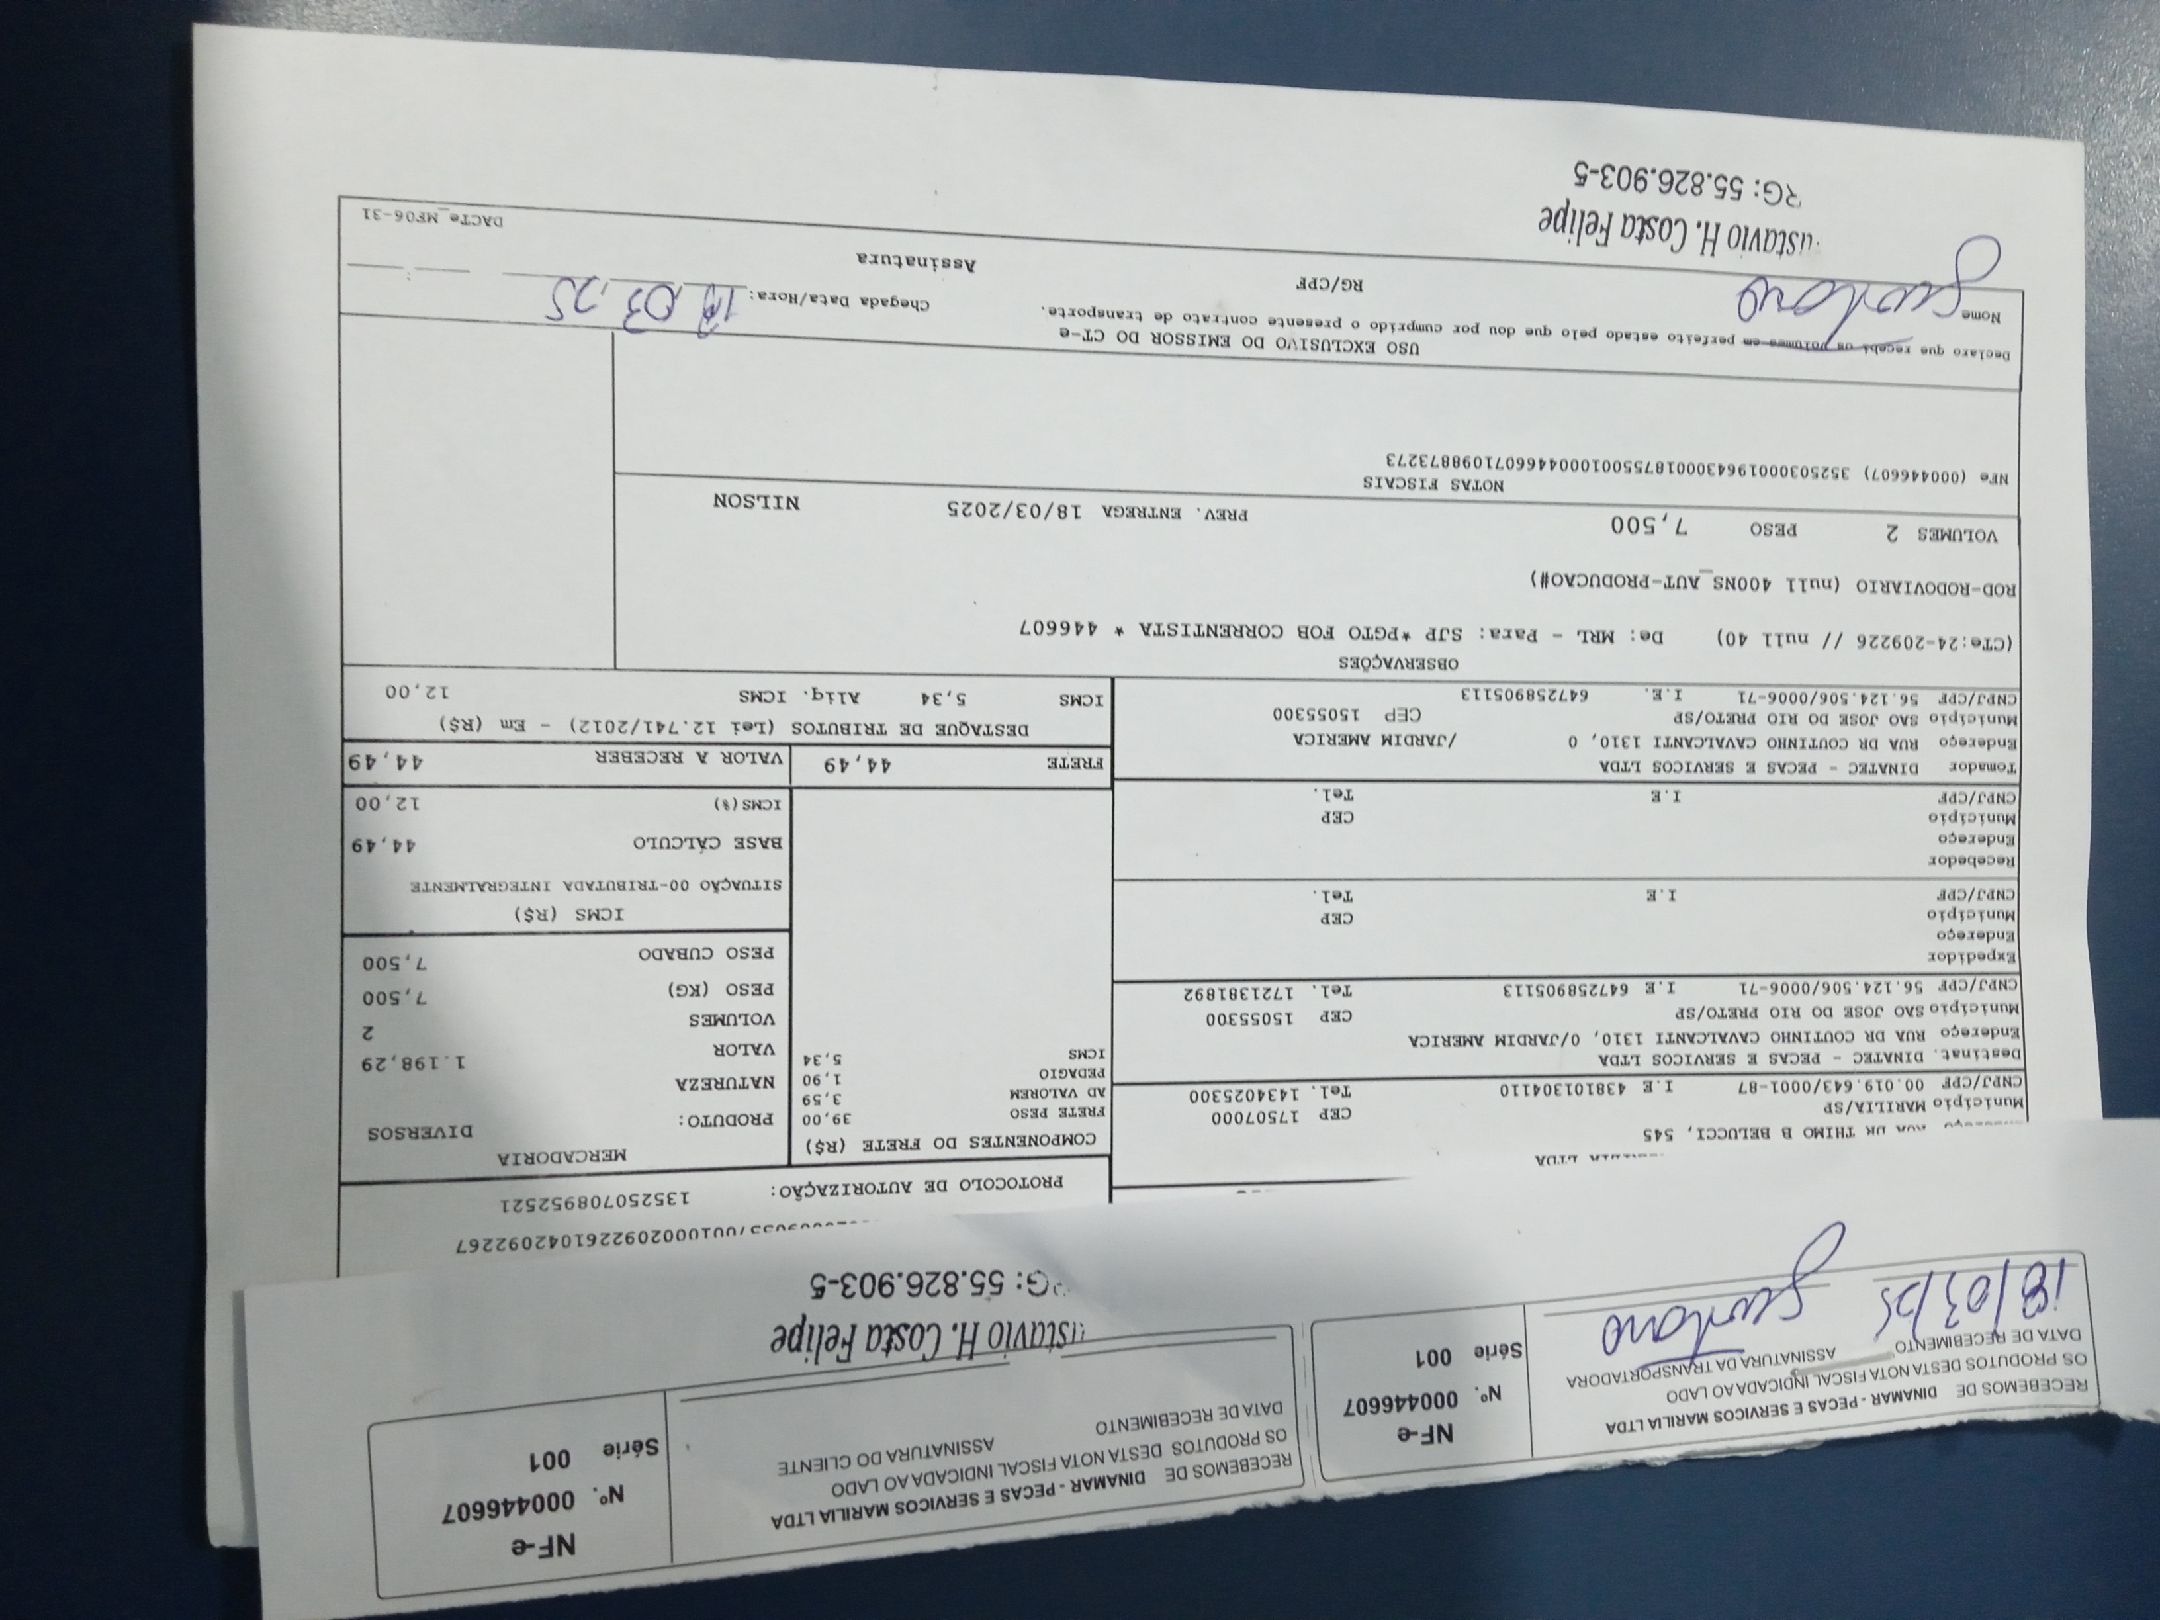 RECEBEMOS DE DINAMAR - PECAS E SERVICOS MARILIA LTDA
OS PRODUTOS DESTA NOTA FISCAL INDICADA AO LADO
DATA DE RECEBIMENTO ASSINATURA DA TRANSPORTADORA
18/03/25 Gustavo
NF-e
Nº. 000446607
Série 001
RECEBEMOS DE DINAMAR - PECAS E SERVICOS MARILIA LTDA
OS PRODUTOS DESTA NOTA FISCAL INDICADA AO LADO
DATA DE RECEBIMENTO ASSINATURA DO CLIENTE
NF-e
Nº. 000446607
Série 001
ustavio H. Costa Felipe
RG: 55.826.903-5
PROTOCOLO DE AUTORIZAÇÃO: 135250708952521
LTDA
DR THIMO B BELUCCI, 545
Município MARILIA/SP CEP 17507000
CNPJ/CPF 00.019.643/0001-87 I.E 438101304110 Tel. 1434025300
Destinat. DINATEC - PECAS E SERVICOS LTDA
Endereço RUA DR COUTINHO CAVALCANTI 1310, 0/JARDIM AMERICA
Município SAO JOSE DO RIO PRETO/SP CEP 15055300
CNPJ/CPF 56.124.506/0006-71 I.E 647258905113 Tel. 1721381892
Expedidor
Endereço
Município CEP
CNPJ/CPF I.E Tel.
Recebedor
Endereço
Município CEP
CNPJ/CPF I.E Tel.
Tomador DINATEC - PECAS E SERVICOS LTDA
Endereço RUA DR COUTINHO CAVALCANTI 1310, 0 /JARDIM AMERICA
Município SAO JOSE DO RIO PRETO/SP CEP 15055300
CNPJ/CPF 56.124.506/0006-71 I.E. 647258905113
COMPONENTES DO FRETE (R$)
FRETE PESO 39,00
AD VALOREM 3,59
PEDAGIO 1,90
ICMS 5,34
FRETE 44,49
MERCADORIA
PRODUTO: DIVERSOS
NATUREZA
VALOR 1.198,29
VOLUMES 2
PESO (KG) 7,500
PESO CUBADO 7,500
ICMS (R$)
SITUAÇÃO 00-TRIBUTADA INTEGRALMENTE
BASE CÁLCULO 44,49
ICMS(%) 12,00
VALOR A RECEBER 44,49
DESTAQUE DE TRIBUTOS (Lei 12.741/2012) - Em (R$)
ICMS 5,34 Aliq. ICMS 12,00
OBSERVAÇÕES
(CTe:24-209226 // null 40) De: MRL - Para: SJP *PGTO FOB CORRENTISTA * 446607
ROD-RODOVIARIO (null 400NS_AUT-PRODUCAO#)
VOLUMES 2 PESO 7,500 PREV. ENTREGA 18/03/2025 NILSON
NOTAS FISCAIS
NFe (000446607) 35250300019643000187550010004466071098873273
USO EXCLUSIVO DO EMISSOR DO CT-e
Declaro que recebi os volumes em perfeito estado pelo que dou por cumprido o presente contrato de transporte.
Chegada Data/Hora: 18,03,25
Nome Gustavo RG/CPF Assinatura
DACTe_MF06-31
ustavio H. Costa Felipe
RG: 55.826.903-5